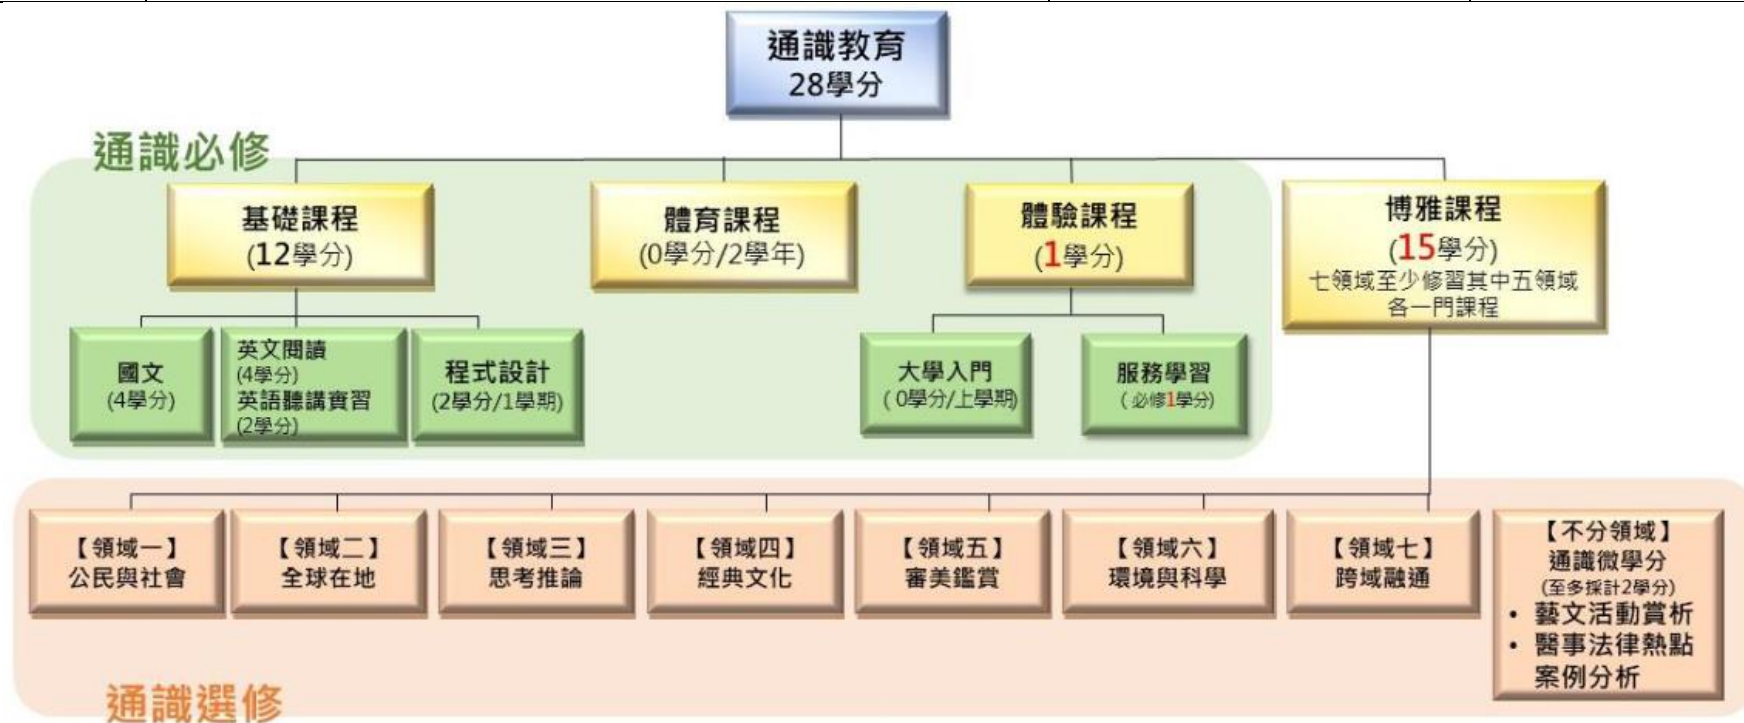 通識教育
28學分
通識必修
基礎課程
(12學分)
體育課程
(0學分/2學年)
體驗課程
(1學分)
博雅課程
(15學分)
七領域至少修習其中五領域
各一門課程
國文
(4學分)
英文閱讀
(4學分)
英語聽講實習
(2學分)
程式設計
(2學分/1學期)
大學入門
( 0學分/上學期)
服務學習
( 必修1學分)
【領域一】
公民與社會
【領域二】
全球在地
【領域三】
思考推論
【領域四】
經典文化
【領域五】
審美鑑賞
【領域六】
環境與科學
【領域七】
跨域融通
【不分領域】
通識微學分
(至多採計2學分)
• 藝文活動賞析
• 醫事法律熱點
案例分析
通識選修